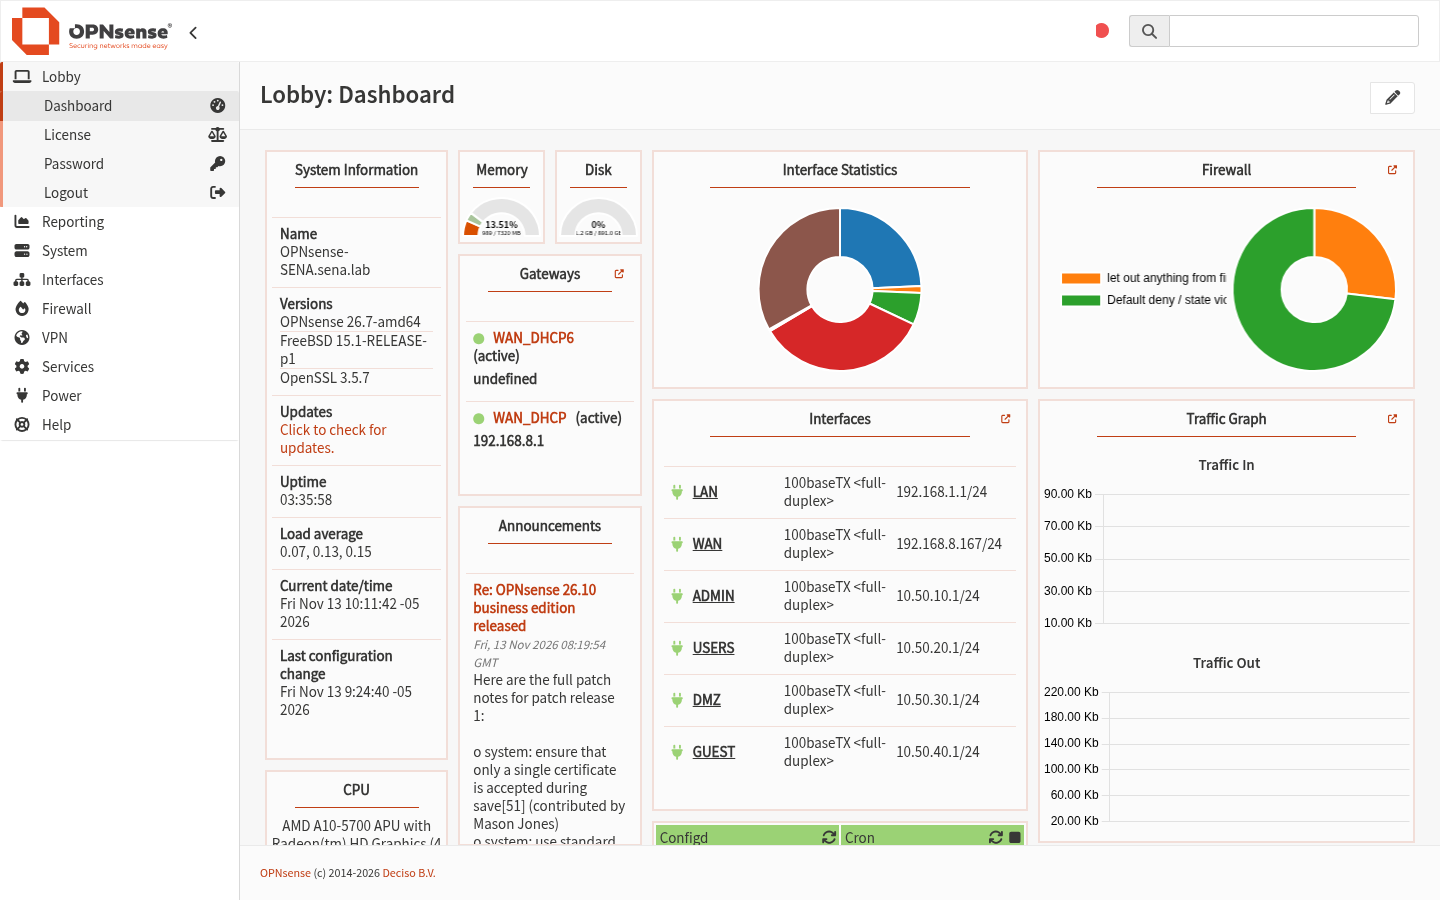 OPNsense®
Securing networks made easy
Lobby
Dashboard
License
Password
Logout
Reporting
System
Interfaces
Firewall
VPN
Services
Power
Help
Lobby: Dashboard
System Information
Name
OPNsense-
SENA.sena.lab
Versions
OPNsense 26.7-amd64
FreeBSD 15.1-RELEASE-
p1
OpenSSL 3.5.7
Updates
Click to check for
updates.
Uptime
03:35:58
Load average
0.07, 0.13, 0.15
Current date/time
Fri Nov 13 10:11:42 -05
2026
Last configuration
change
Fri Nov 13 9:24:40 -05
2026
CPU
AMD A10-5700 APU with
Radeon(tm) HD Graphics (4
Memory
13.51%
989 / 7320 MB
Disk
0%
Gateways
WAN_DHCP6
(active)
undefined
WAN_DHCP (active)
192.168.8.1
Announcements
Re: OPNsense 26.10
business edition
released
Fri, 13 Nov 2026 08:19:54
GMT
Here are the full patch
notes for patch release
1:
o system: ensure that
only a single certificate
is accepted during
save[51] (contributed by
Mason Jones)
o system: use standard
Interface Statistics
Interfaces
LAN 100baseTX <full-
duplex> 192.168.1.1/24
WAN 100baseTX <full-
duplex> 192.168.8.167/24
ADMIN 100baseTX <full-
duplex> 10.50.10.1/24
USERS 100baseTX <full-
duplex> 10.50.20.1/24
DMZ 100baseTX <full-
duplex> 10.50.30.1/24
GUEST 100baseTX <full-
duplex> 10.50.40.1/24
Configd
Cron
Firewall
let out anything from fi
Default deny / state vio
Traffic Graph
Traffic In
90.00 Kb
70.00 Kb
50.00 Kb
30.00 Kb
10.00 Kb
Traffic Out
220.00 Kb
180.00 Kb
140.00 Kb
100.00 Kb
60.00 Kb
20.00 Kb
OPNsense (c) 2014-2026 Deciso B.V.